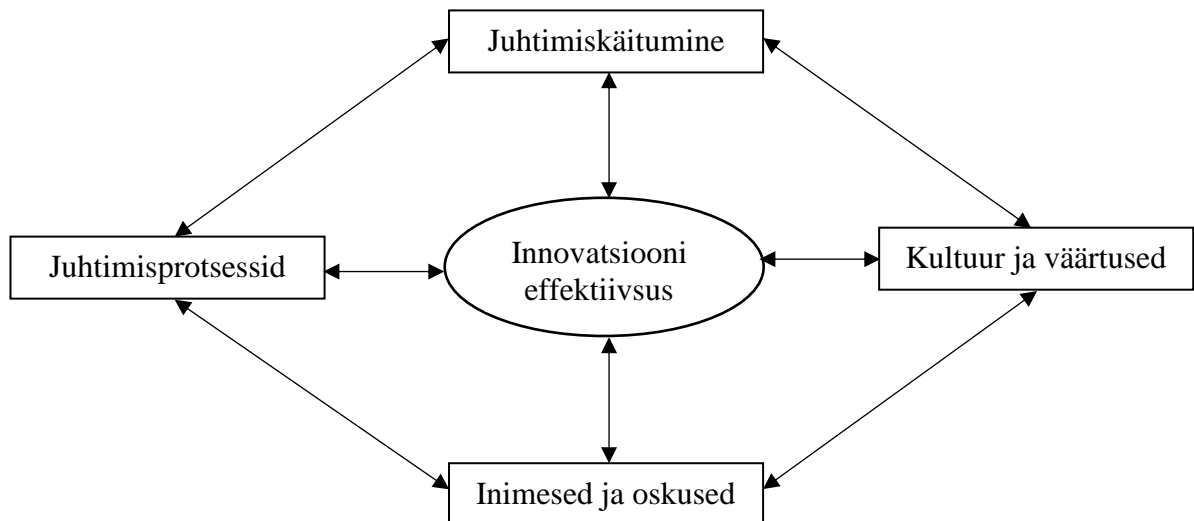 Juhtimiskäitumine
Juhtimisprotsessid
Innovatsiooni
effektiivsus
Kultuur ja väärtused
Inimesed ja oskused